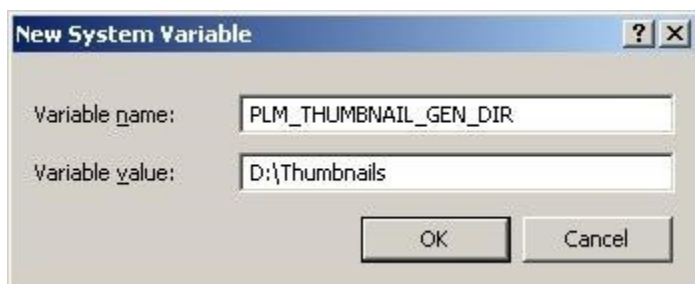 New System Variable
Variable name: PLM_THUMBNAIL_GEN_DIR
Variable value: D:\Thumbnails
OK Cancel